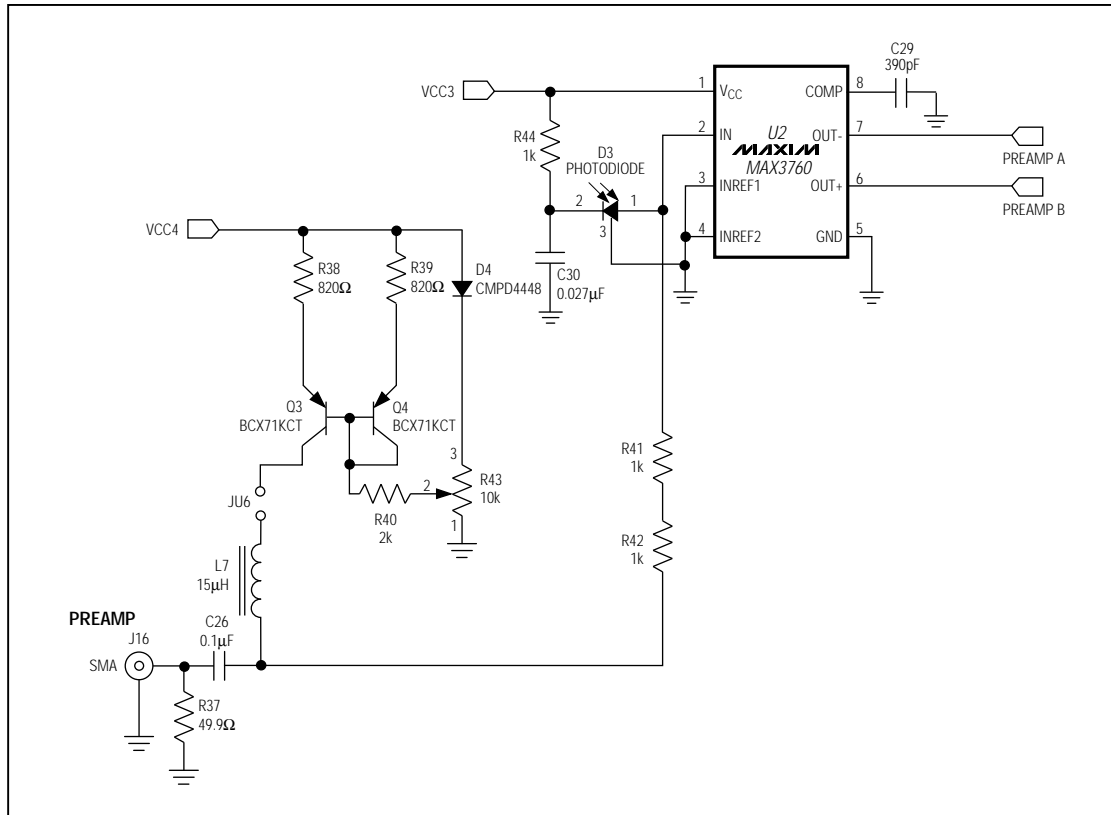 C29
390pF
VCC3
1
VCC
COMP
8
R44
1k
2
IN
U2
MAXIM
MAX3760
OUT-
7
PREAMP A
D3
PHOTODIODE
2
1
3
3
INREF1
OUT+
6
PREAMP B
4
INREF2
GND
5
VCC4
C30
0.027µF
R38
820Ω
R39
820Ω
D4
CMPD4448
Q3
BCX71KCT
Q4
BCX71KCT
3
R43
10k
2
1
R40
2k
R41
1k
R42
1k
JU6
L7
15µH
PREAMP
J16
SMA
C26
0.1µF
R37
49.9Ω